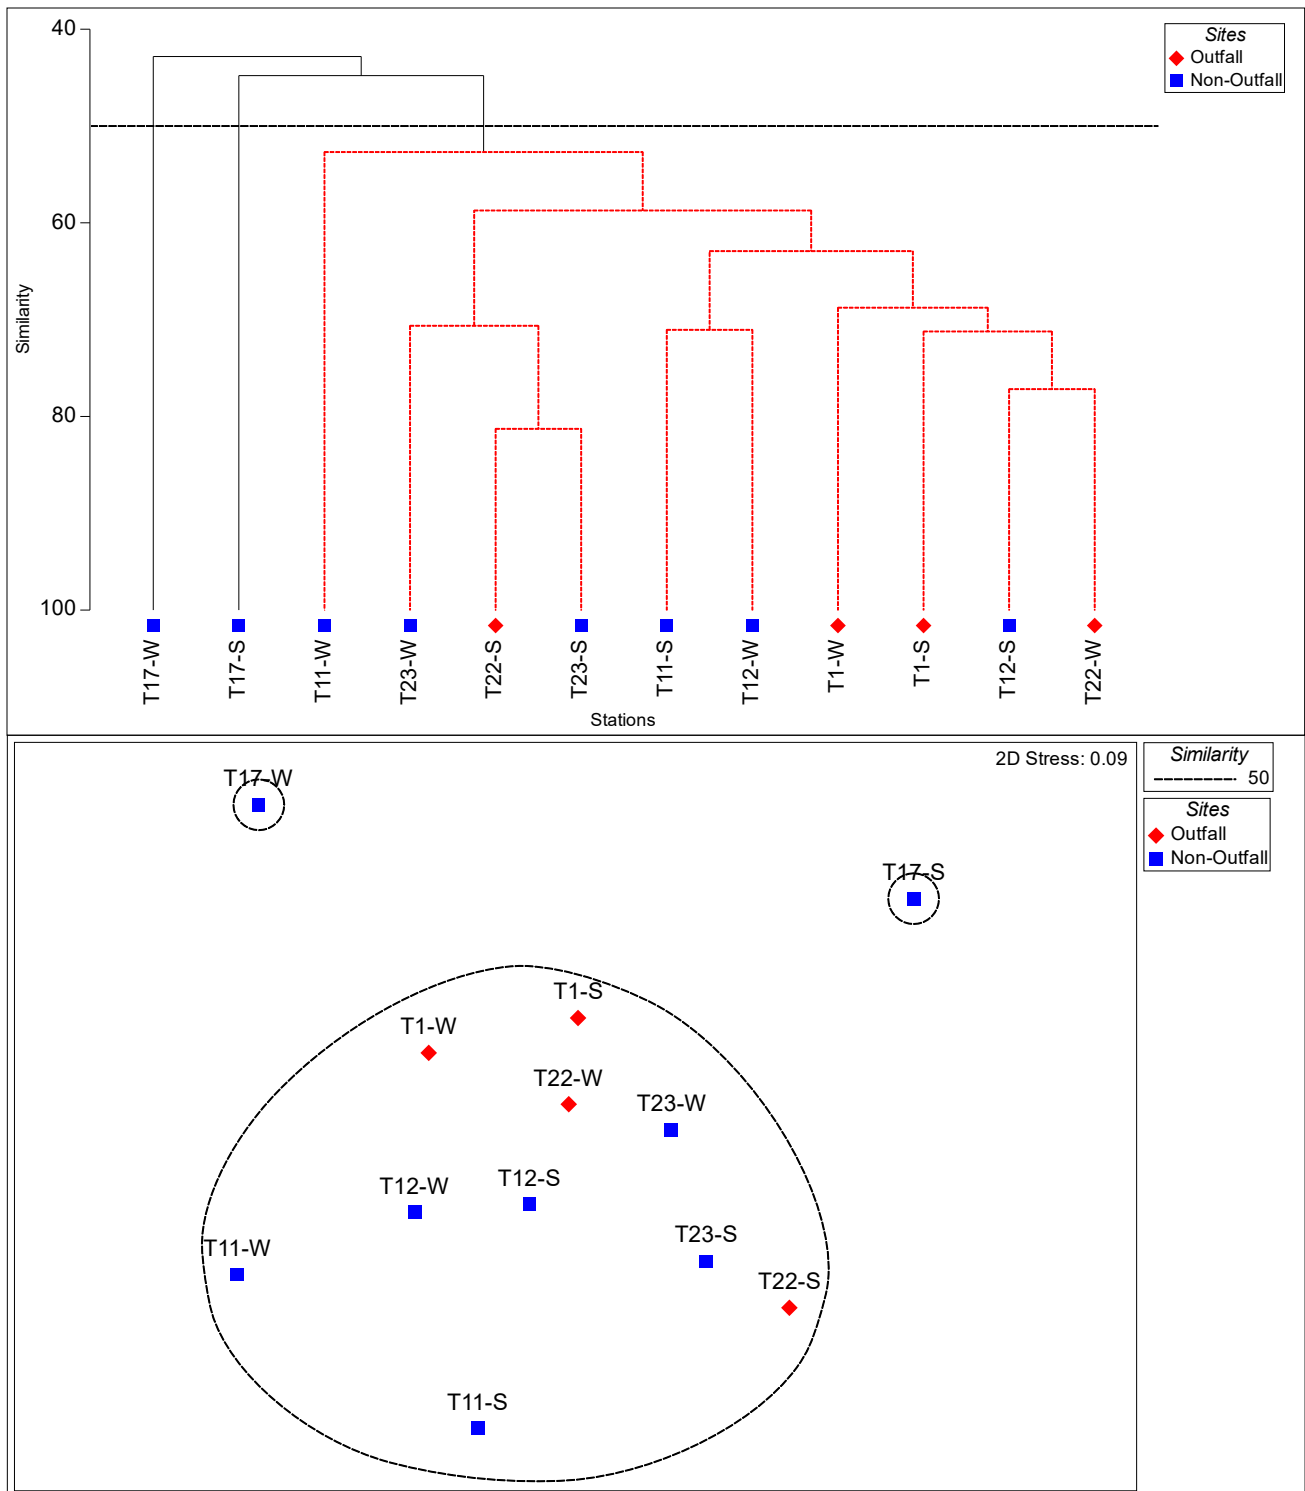 40
60
80
100
Similarity
Sites
Outfall
Non-Outfall
T17-W
T17-S
T11-W
T23-W
T22-S
T23-S
T11-S
T12-W
T1-W
T1-S
T12-S
T22-W
Stations
2D Stress: 0.09
Similarity
50
Sites
Outfall
Non-Outfall
T17-W
T17-S
T1-S
T1-W
T22-W
T23-W
T12-S
T12-W
T23-S
T11-W
T22-S
T11-S